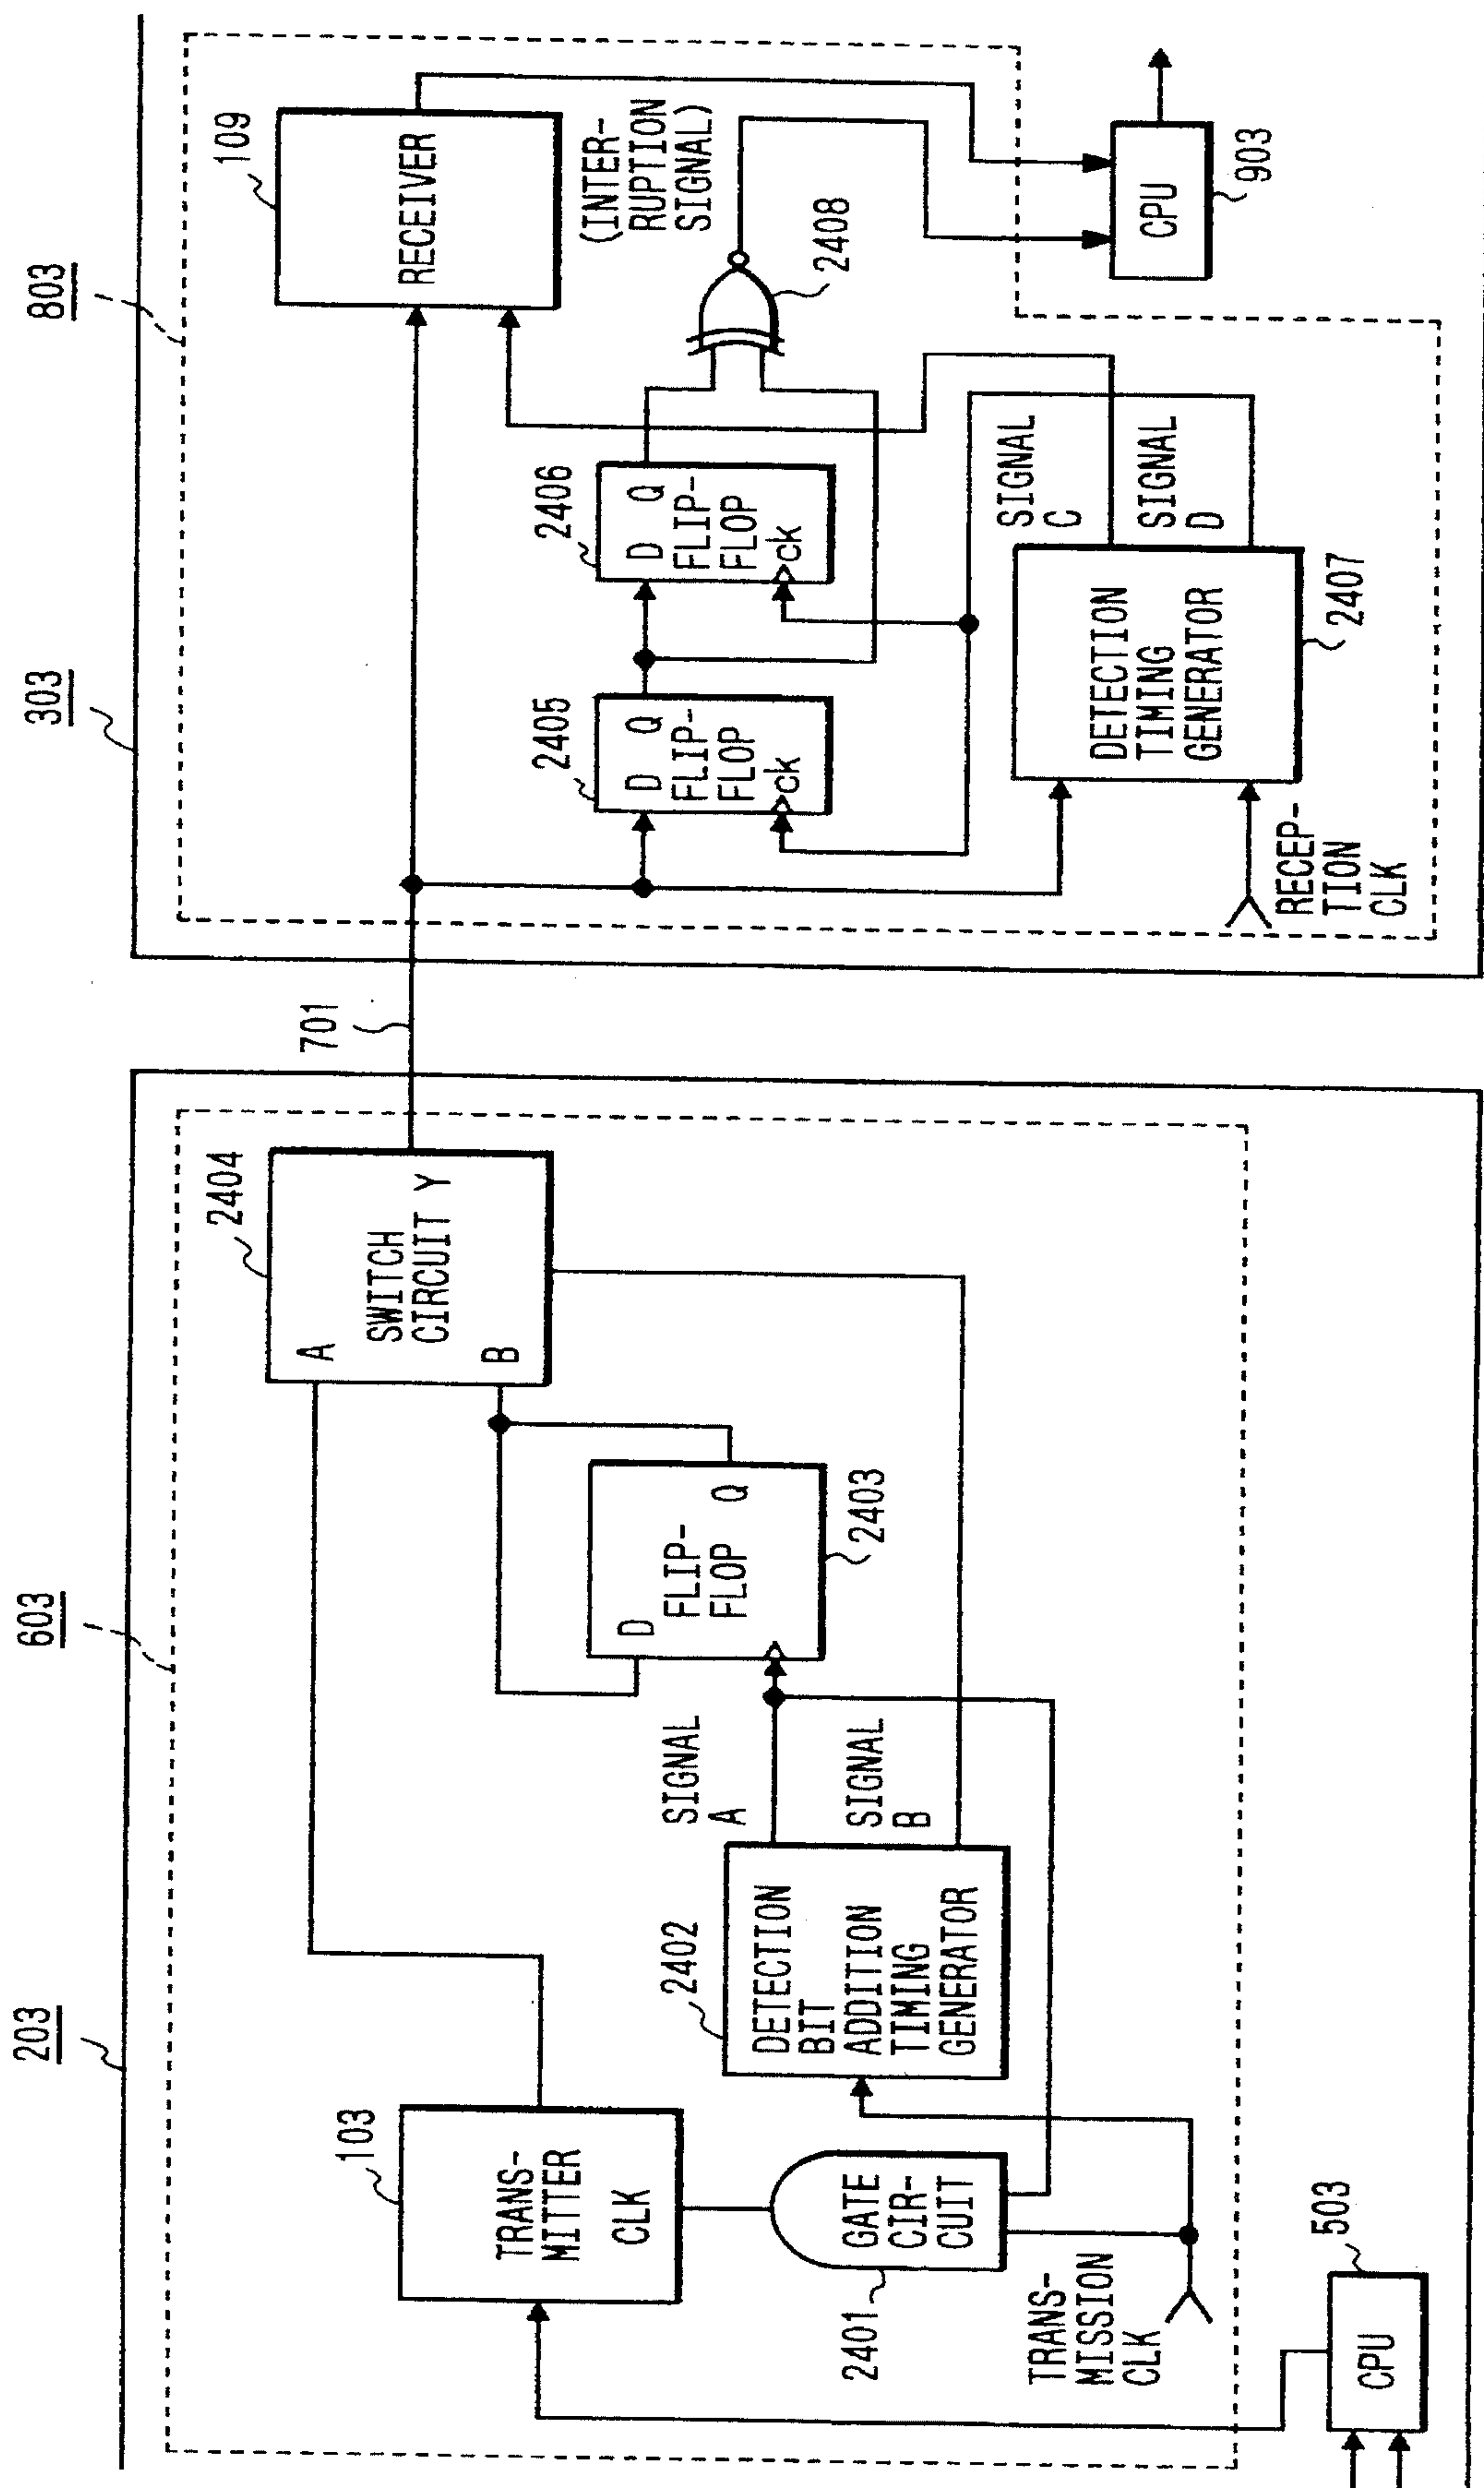 203
603
103
TRANS-
MITTER
CLK
2401
GATE
CIR-
CUIT
TRANS-
MISSION
CLK
503
CPU
2402
DETECTION
BIT
ADDITION
TIMING
GENERATOR
SIGNAL
A
SIGNAL
B
D
FLIP-
FLOP
Q
2403
2404
A
SWITCH
CIRCUIT Y
B
701
303
803
109
RECEIVER
(INTER-
RUPTION
SIGNAL)
2405
D Q
FLIP-
FLOP
ck
2406
D Q
FLIP-
FLOP
ck
2408
DETECTION
TIMING
GENERATOR
2407
SIGNAL
C
SIGNAL
D
RECEP-
TION
CLK
CPU
903